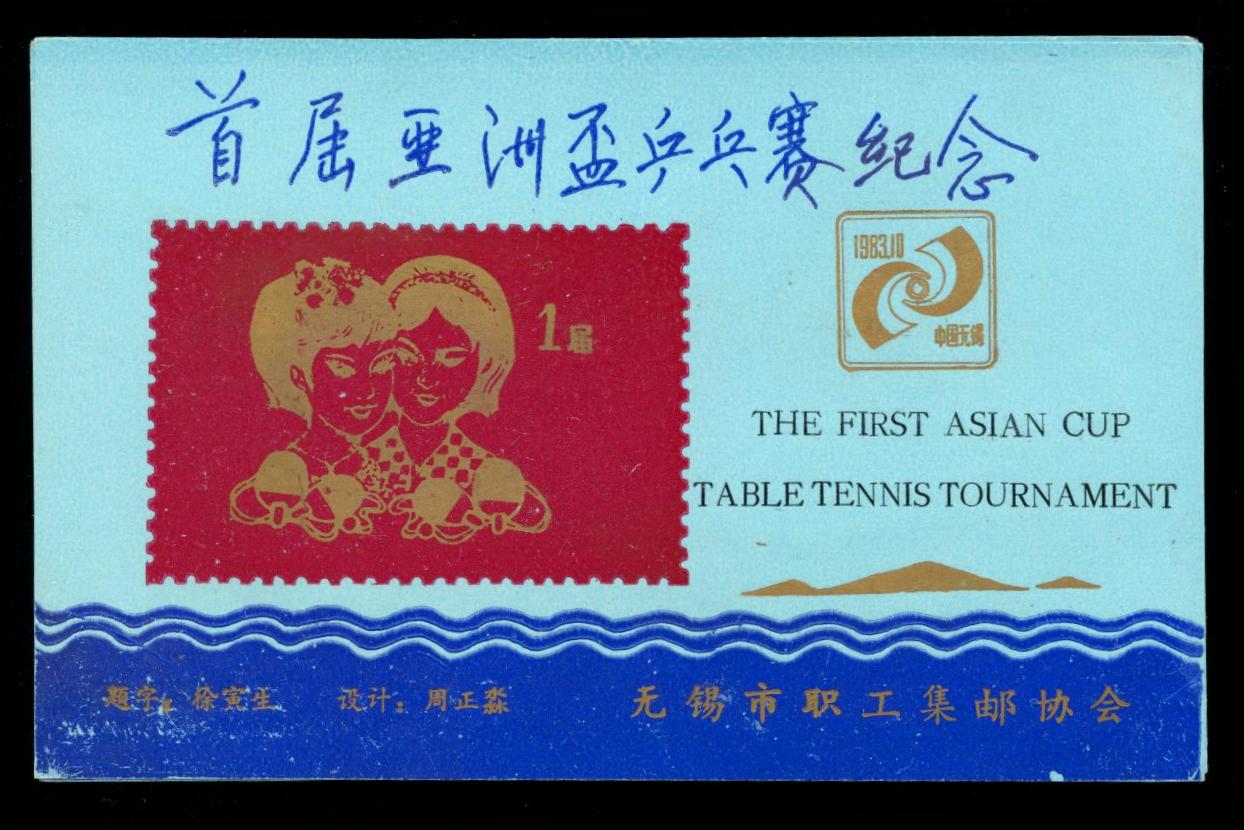 首届亚洲盃乒乓赛纪念
1届
1983.10
中国无锡
THE FIRST ASIAN CUP
TABLE TENNIS TOURNAMENT
题字：徐寅生 设计：周正淼 无锡市职工集邮协会